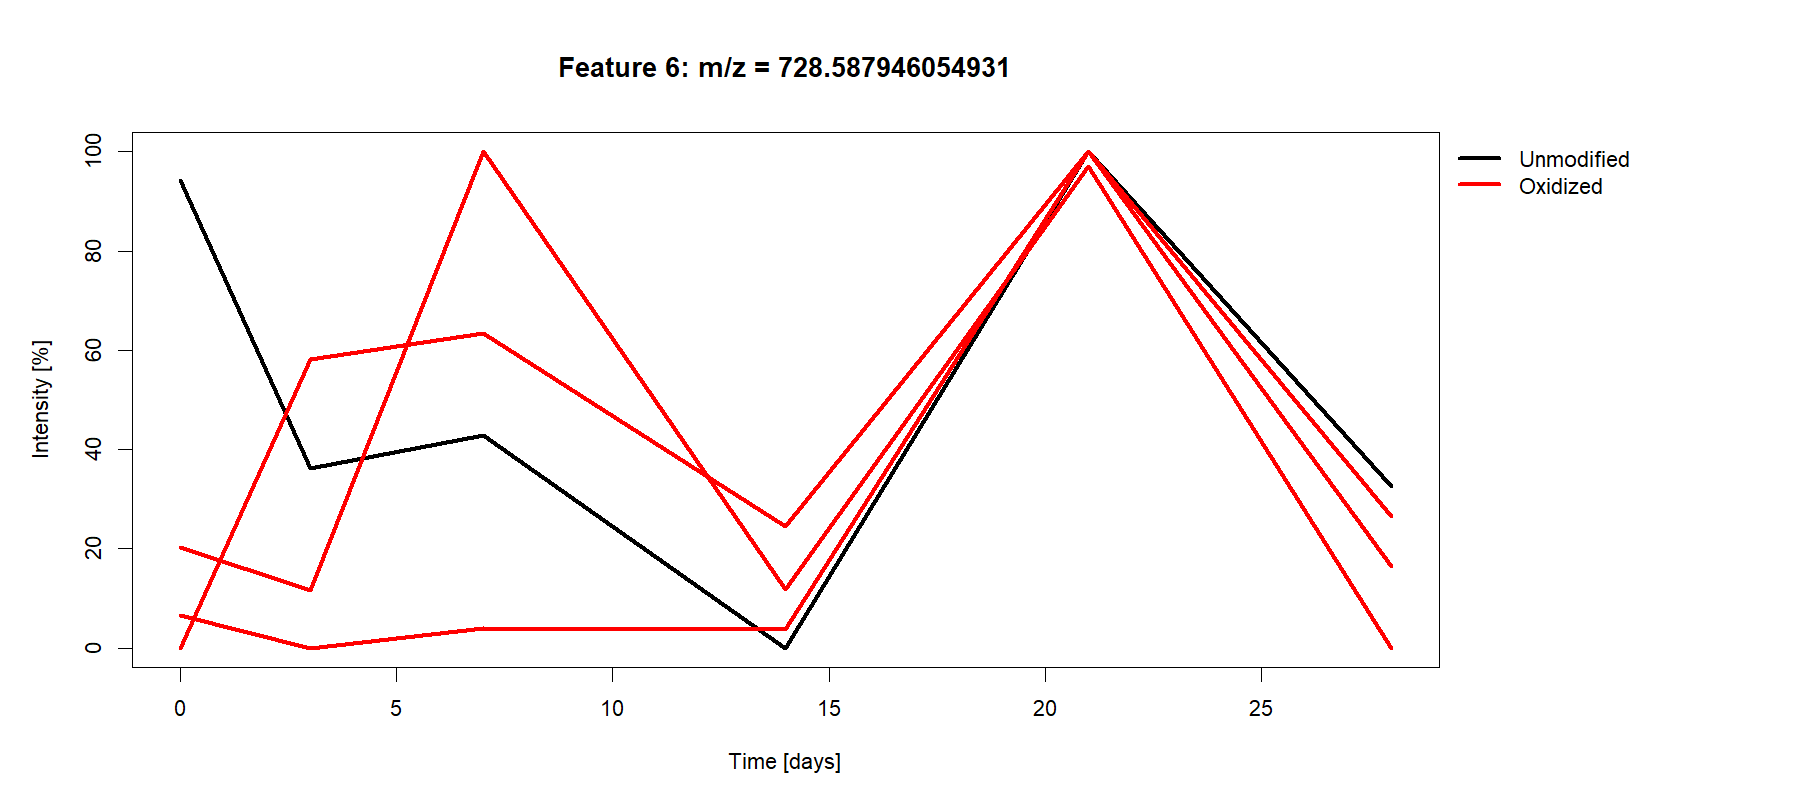 Feature 6: m/z = 728.587946054931
Unmodified
Oxidized
Intensity [%]
100
80
60
40
20
0
0 5 10 15 20 25
Time [days]